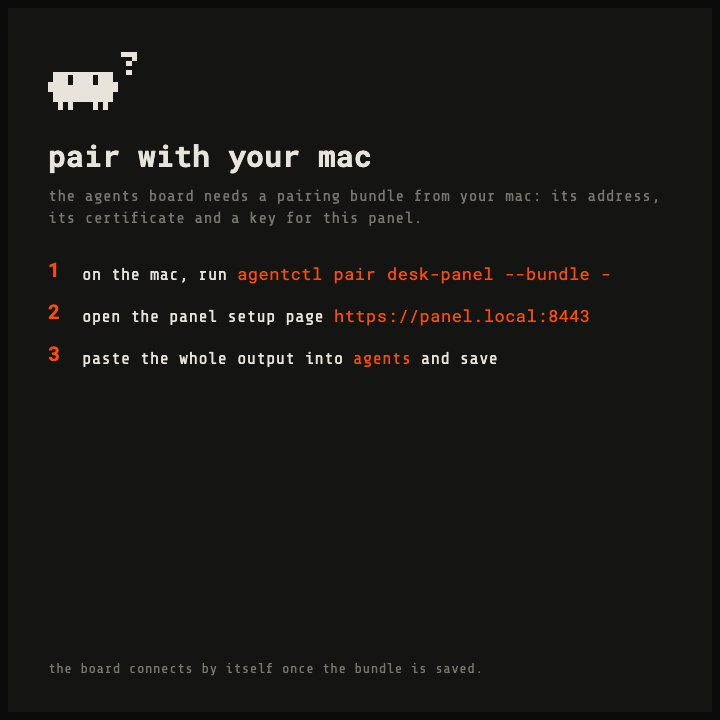 ?
pair with your mac
the agents board needs a pairing bundle from your mac: its address,
its certificate and a key for this panel.
1 on the mac, run agentctl pair desk-panel --bundle -
2 open the panel setup page https://panel.local:8443
3 paste the whole output into agents and save
the board connects by itself once the bundle is saved.